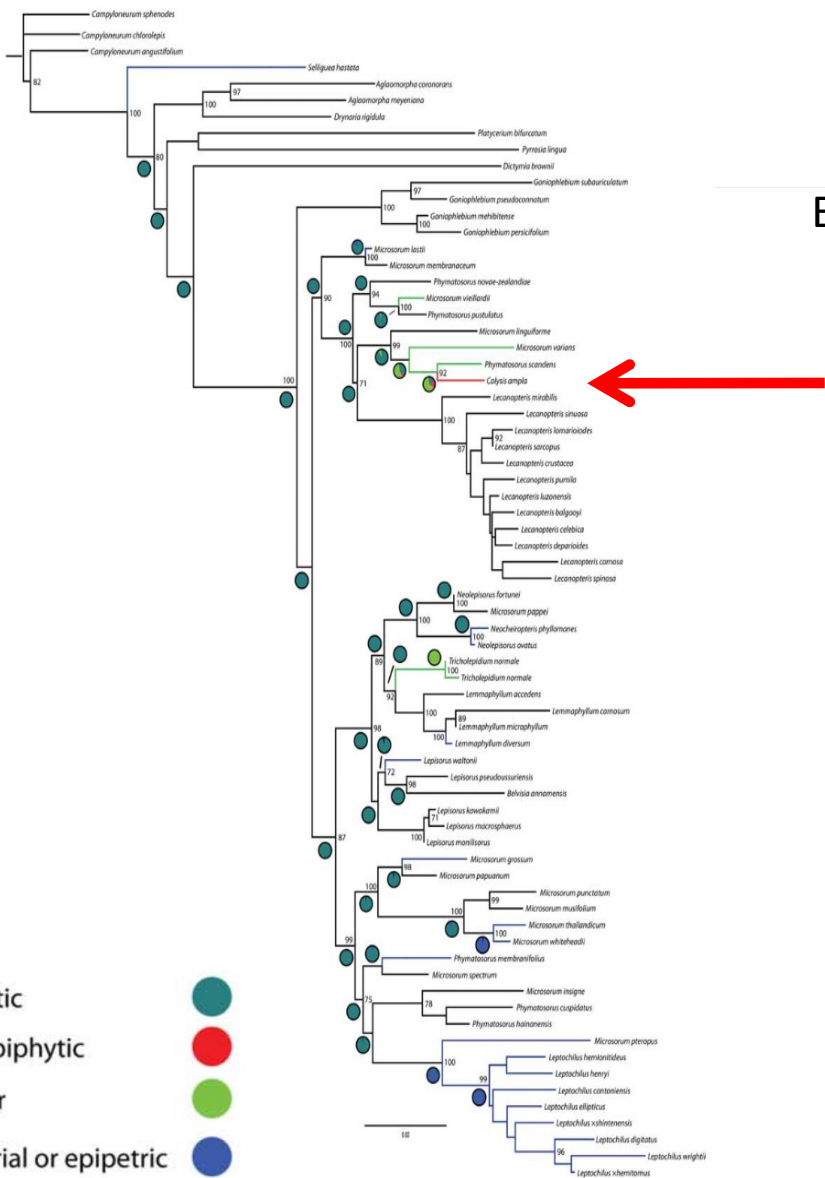 Campyloneurum sphenodes
Campyloneurum chlorolepis
Campyloneurum angustifolium
82
Selliguea hastata
100
Aglaomorpha coronorans
97
Aglaomorpha meyeniana
100
Drynaria rigidula
80
Platycerium bifurcatum
Pyrrosia lingua
Dictymia brownii
Goniophlebium subauriculatum
97
Goniophlebium pseudoconnatum
100
Goniophlebium mehibitense
100
Goniophlebium persicifolium
E
Microsorum lastii
100
Microsorum membranaceum
90
Phymatosorus novae-zealandiae
94
Microsorum vieillardii
100
Phymatosorus pustulatus
100
Microsorum linguiforme
99
Microsorum varians
Phymatosorus scandens
92
Colysis ampla
71
100
Lecanopteris mirabilis
100
Lecanopteris sinuosa
Lecanopteris lomarioides
92
Lecanopteris sarcopus
87
Lecanopteris crustacea
Lecanopteris pumila
Lecanopteris luzonensis
Lecanopteris balgooyi
Lecanopteris celebica
Lecanopteris deparioides
Lecanopteris carnosa
Lecanopteris spinosa
Neolepisorus fortunei
100
Microsorum pappei
100
Neocheiropteris phyllomanes
100
Neolepisorus ovatus
89
Tricholepidium normale
100
Tricholepidium normale
92
Lemmaphyllum accedens
100
Lemmaphyllum carnosum
89
Lemmaphyllum microphyllum
100
Lemmaphyllum diversum
98
Lepisorus waltonii
72
Lepisorus pseudoussuriensis
98
Belvisia annamensis
Lepisorus kawakamii
71
Lepisorus macrosphaerus
100
Lepisorus monilisorus
87
Microsorum grossum
98
Microsorum papuanum
100
Microsorum punctatum
99
Microsorum musifolium
100
Microsorum thailandicum
100
Microsorum whiteheadii
99
Phymatosorus membranifolius
Microsorum spectrum
75
Microsorum insigne
78
Phymatosorus cuspidatus
Phymatosorus hainanensis
Microsorum pteropus
100
Leptochilus hemionitideus
99
Leptochilus henryi
Leptochilus cantoniensis
Leptochilus ellipticus
Leptochilus ×shintenensis
Leptochilus digitatus
96
Leptochilus wrightii
Leptochilus ×hemitomus
tic
piphytic
r
rial or epipetric